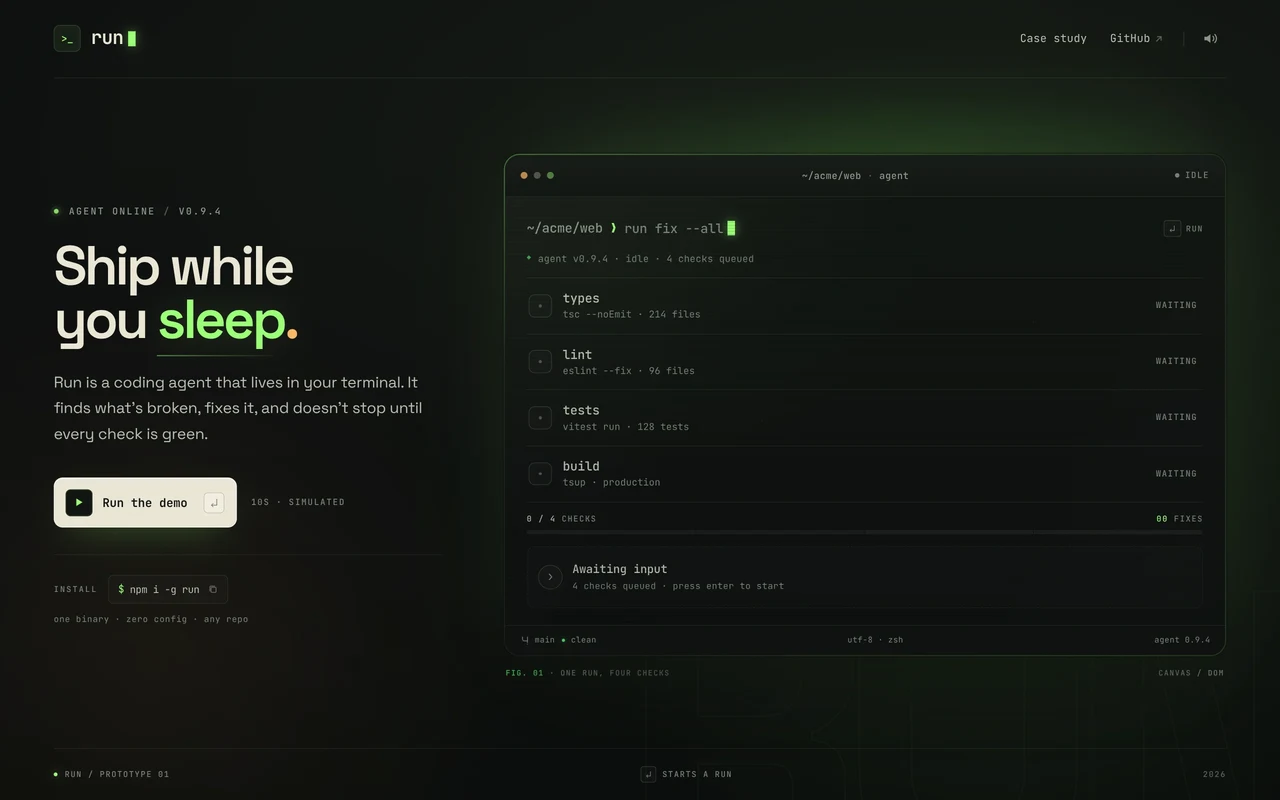 >_ run
Case study
GitHub ↗
~/acme/web · agent
IDLE
AGENT ONLINE / V0.9.4
Ship while
you sleep.
Run is a coding agent that lives in your terminal. It
finds what's broken, fixes it, and doesn't stop until
every check is green.
Run the demo ↵
10S · SIMULATED
INSTALL
$ npm i -g run
one binary · zero config · any repo
~/acme/web ❯ run fix --all
↵ RUN
agent v0.9.4 · idle · 4 checks queued
types
tsc --noEmit · 214 files
WAITING
lint
eslint --fix · 96 files
WAITING
tests
vitest run · 128 tests
WAITING
build
tsup · production
WAITING
0 / 4 CHECKS
00 FIXES
Awaiting input
4 checks queued · press enter to start
main • clean
utf-8 · zsh
agent 0.9.4
FIG. 01 · ONE RUN, FOUR CHECKS
CANVAS / DOM
RUN / PROTOTYPE 01
↵ STARTS A RUN
2026